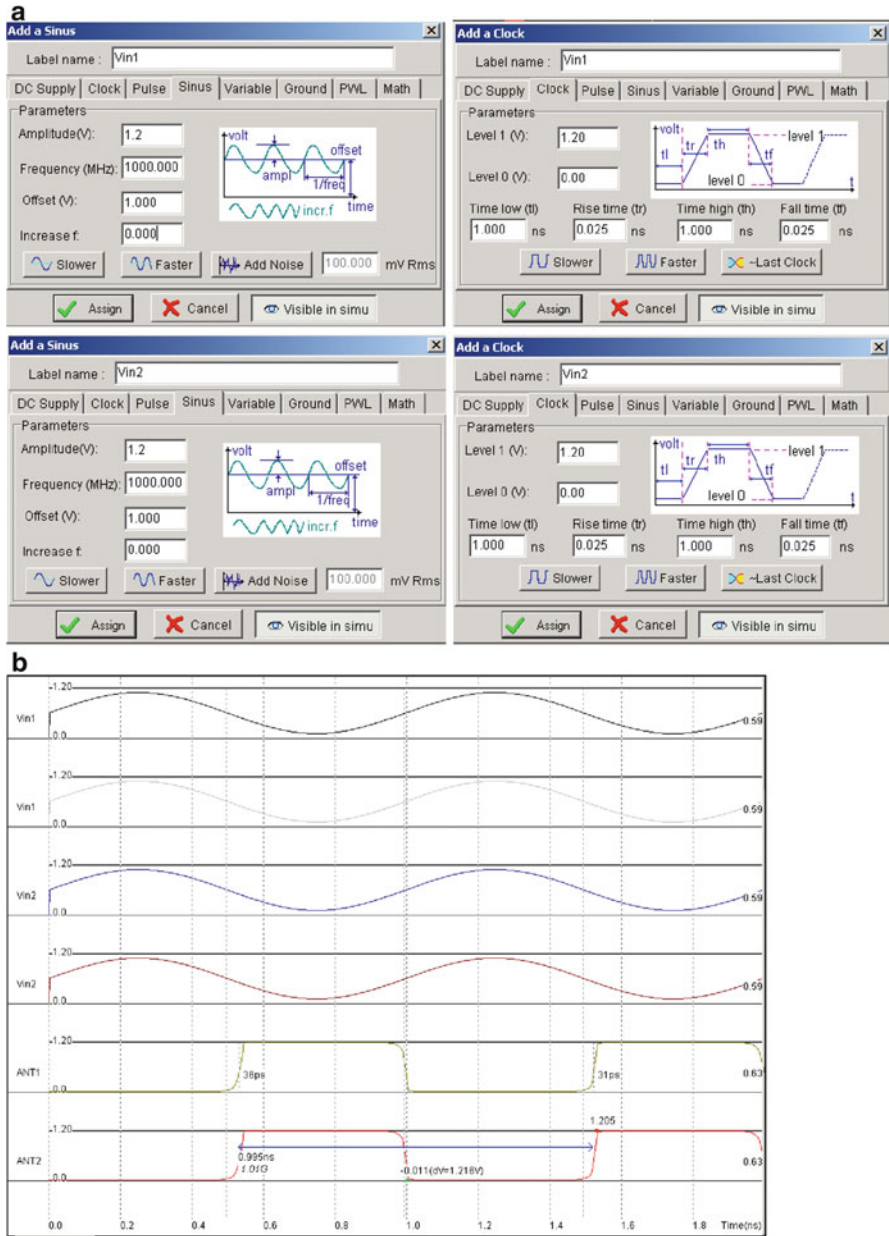 a
Add a Sinus
Label name : Vin1
DC Supply Clock Pulse Sinus Variable Ground PWL Math
Parameters
Amplitude(V): 1.2
Frequency (MHz): 1000.000
Offset (V): 1.000
Increase f: 0.000
volt offset
ampl 1/freq time
incr.f
Slower Faster Add Noise 100.000 mV Rms
Assign Cancel Visible in simu
Add a Clock
Label name : Vin1
DC Supply Clock Pulse Sinus Variable Ground PWL Math
Parameters
Level 1 (V): 1.20
Level 0 (V): 0.00
volt level 1
tl tr th tf
level 0 t
Time low (tl) Rise time (tr) Time high (th) Fall time (tf)
1.000 ns 0.025 ns 1.000 ns 0.025 ns
Slower Faster ~Last Clock
Assign Cancel Visible in simu
Add a Sinus
Label name : Vin2
DC Supply Clock Pulse Sinus Variable Ground PWL Math
Parameters
Amplitude(V): 1.2
Frequency (MHz): 1000.000
Offset (V): 1.000
Increase f: 0.000
volt offset
ampl 1/freq time
incr.f
Slower Faster Add Noise 100.000 mV Rms
Assign Cancel Visible in simu
Add a Clock
Label name : Vin2
DC Supply Clock Pulse Sinus Variable Ground PWL Math
Parameters
Level 1 (V): 1.20
Level 0 (V): 0.00
volt level 1
tl tr th tf
level 0 t
Time low (tl) Rise time (tr) Time high (th) Fall time (tf)
1.000 ns 0.025 ns 1.000 ns 0.025 ns
Slower Faster ~Last Clock
Assign Cancel Visible in simu
b
1.20
Vin1 0.59
0.0
1.20
Vin1 0.59
0.0
1.20
Vin2 0.59
0.0
1.20
Vin2 0.59
0.0
1.20
ANT1 36ps 31ps 0.63
0.0
1.205
1.20
ANT2 0.995ns 0.63
1.01G -0.011(dV=1.216V)
0.0
0.0 0.2 0.4 0.6 0.8 1.0 1.2 1.4 1.6 1.8 Time(ns)